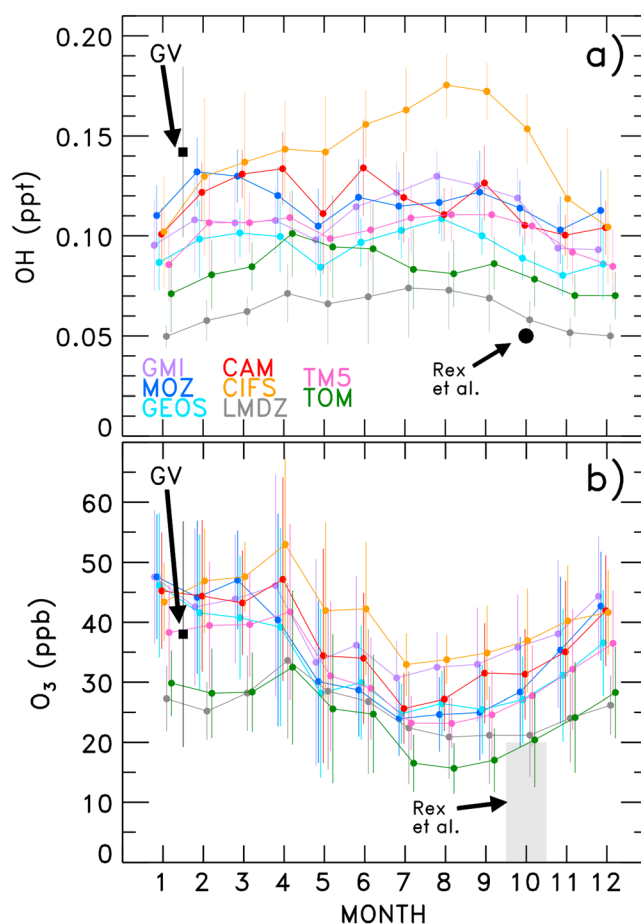 a)
GV
0.20
0.15
0.10
0.05
0
OH (ppt)
Rex
et al.
GMI CAM TM5
MOZ CIFS TOM
GEOS LMDZ
b)
GV
60
50
40
30
20
10
0
O3 (ppb)
Rex
et al.
1 2 3 4 5 6 7 8 9 10 11 12
MONTH